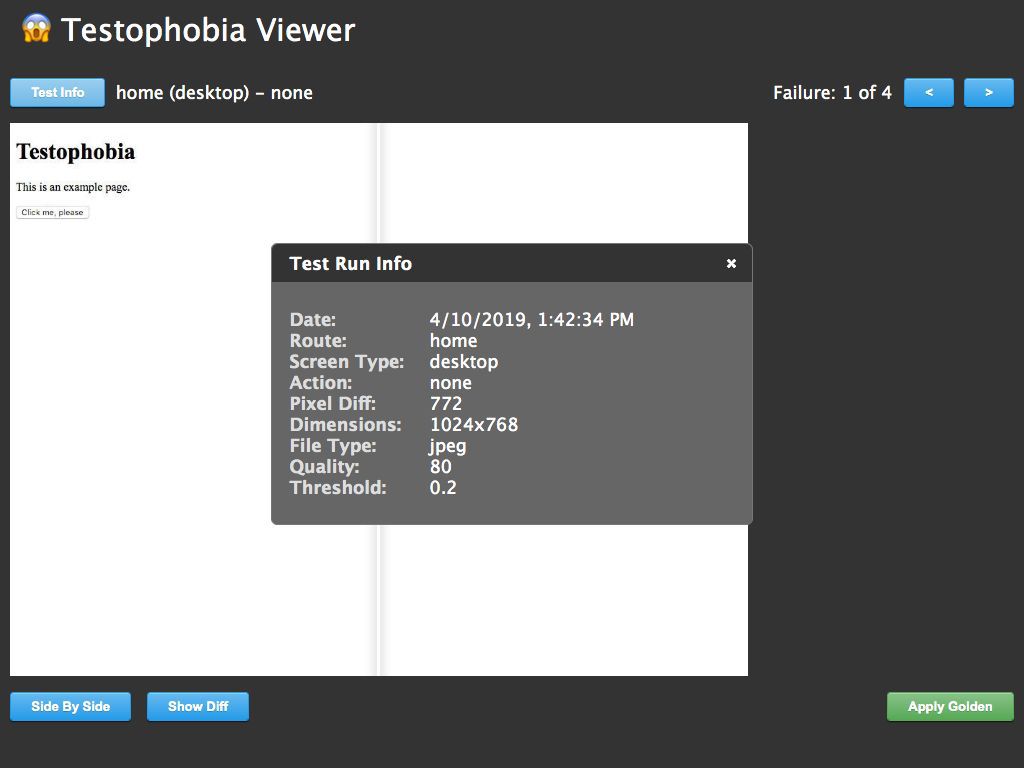 Testophobia Viewer
Test Info home (desktop) – none Failure: 1 of 4 < >
Testophobia
This is an example page.
Click me, please
Test Run Info ×
Date: 4/10/2019, 1:42:34 PM
Route: home
Screen Type: desktop
Action: none
Pixel Diff: 772
Dimensions: 1024x768
File Type: jpeg
Quality: 80
Threshold: 0.2
Side By Side Show Diff Apply Golden